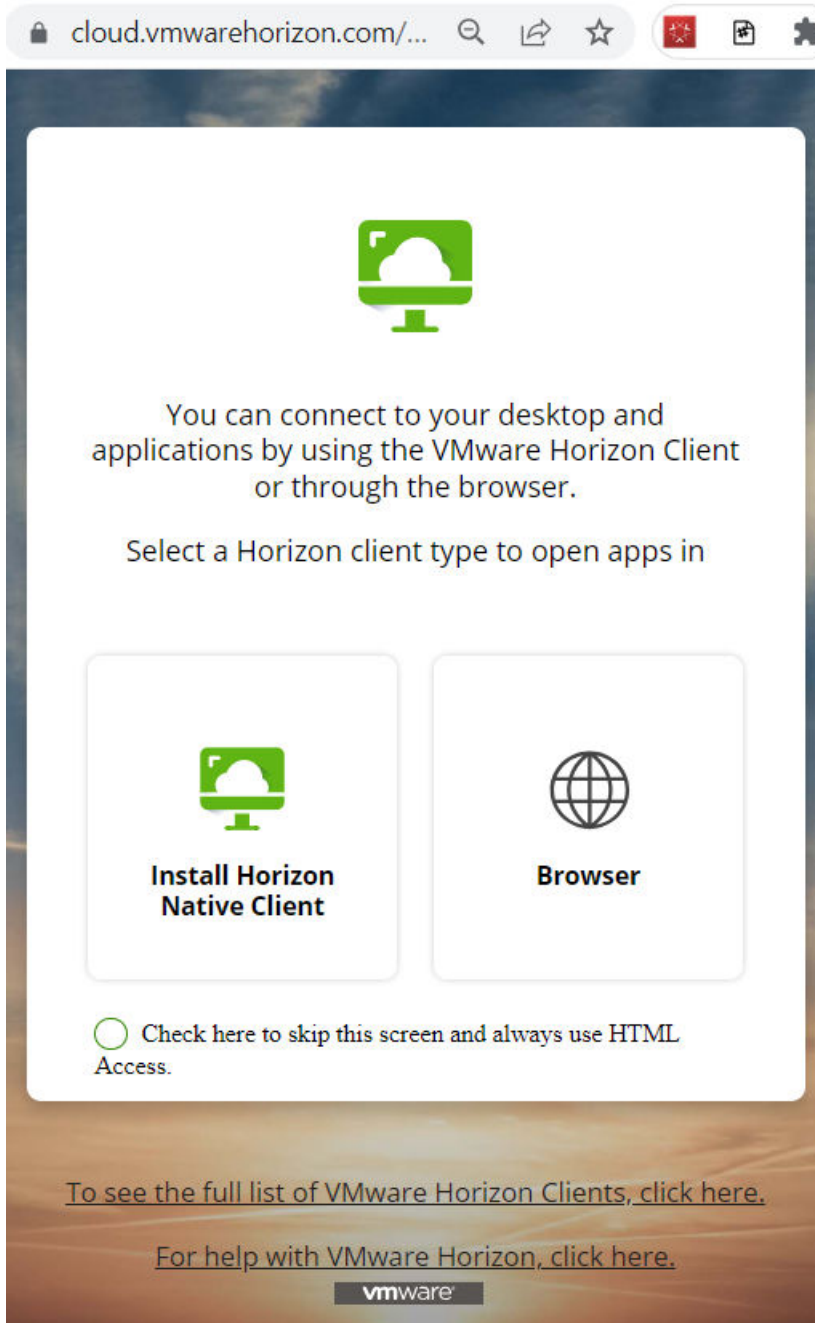 cloud.vmwarehorizon.com/...
You can connect to your desktop and
applications by using the VMware Horizon Client
or through the browser.
Select a Horizon client type to open apps in
Install Horizon
Native Client
Browser
Check here to skip this screen and always use HTML
Access.
To see the full list of VMware Horizon Clients, click here.
For help with VMware Horizon, click here.
vmware